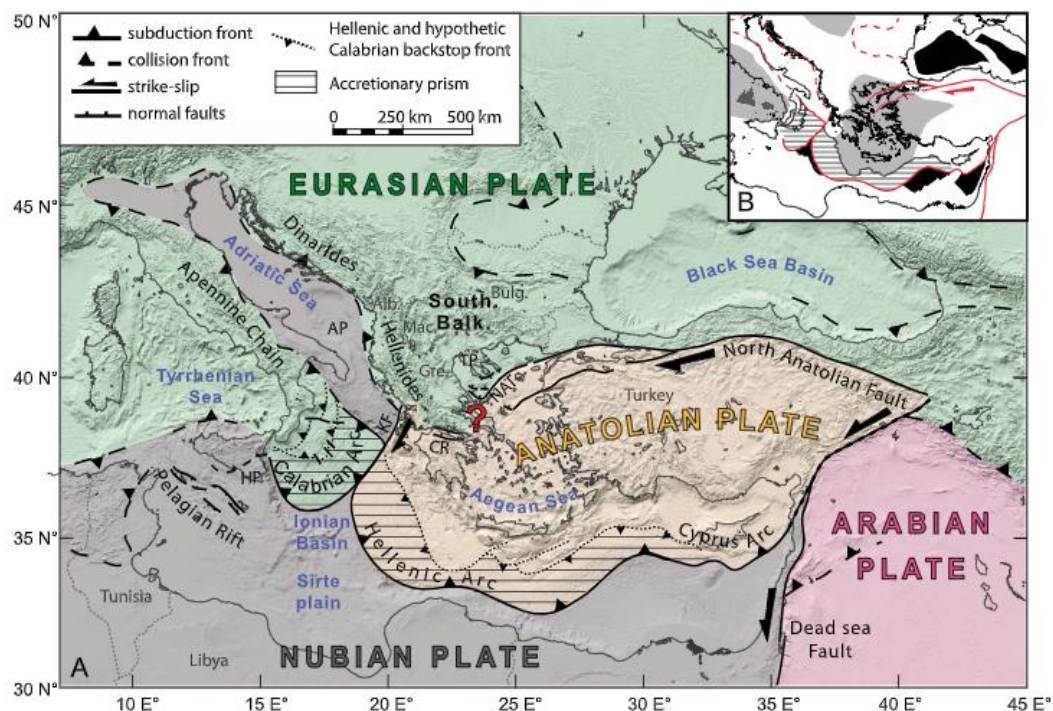 50 N°
45 N°
40 N°
35 N°
30 N°
subduction front
collision front
strike-slip
normal faults
Hellenic and hypothetic
Calabrian backstop front
Accretionary prism
0 250 km 500 km
B
EURASIAN PLATE
Adriatic Sea
Dinarides
Apennine Chain
AP
Alb.
Mac.
Bulg.
South.
Balk.
Gre.
TP
Hellenides
Black Sea Basin
Tyrrhenian
Sea
NAT
North Anatolian Fault
Turkey
?
ANATOLIAN PLATE
KF
CR
Aegean Sea
Calabrian Arc
HP
Pelagian Rift
Ionian
Basin
Hellenic Arc
Cyprus Arc
Sirte
plain
ARABIAN
PLATE
Tunisia
Libya
NUBIAN PLATE
Dead sea
Fault
A
10 E° 15 E° 20 E° 25 E° 30 E° 35 E° 40 E° 45 E°